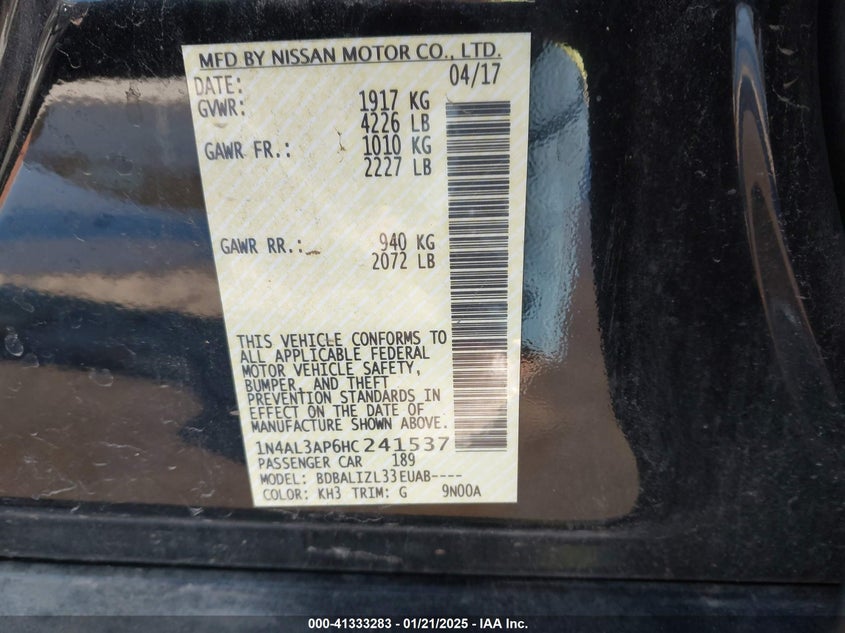 MFD BY NISSAN MOTOR CO., LTD.
DATE: 04/17
GVWR: 1917 KG
4226 LB
GAWR FR.: 1010 KG
2227 LB
GAWR RR.: 940 KG
2072 LB
THIS VEHICLE CONFORMS TO
ALL APPLICABLE FEDERAL
MOTOR VEHICLE SAFETY,
BUMPER, AND THEFT
PREVENTION STANDARDS IN
EFFECT ON THE DATE OF
MANUFACTURE SHOWN ABOVE.
1N4AL3AP6HC241537
PASSENGER CAR 189
MODEL: BDBALIZL33EUAB----
COLOR: KH3 TRIM: G 9N00A
000-41333283 - 01/21/2025 - IAA Inc.